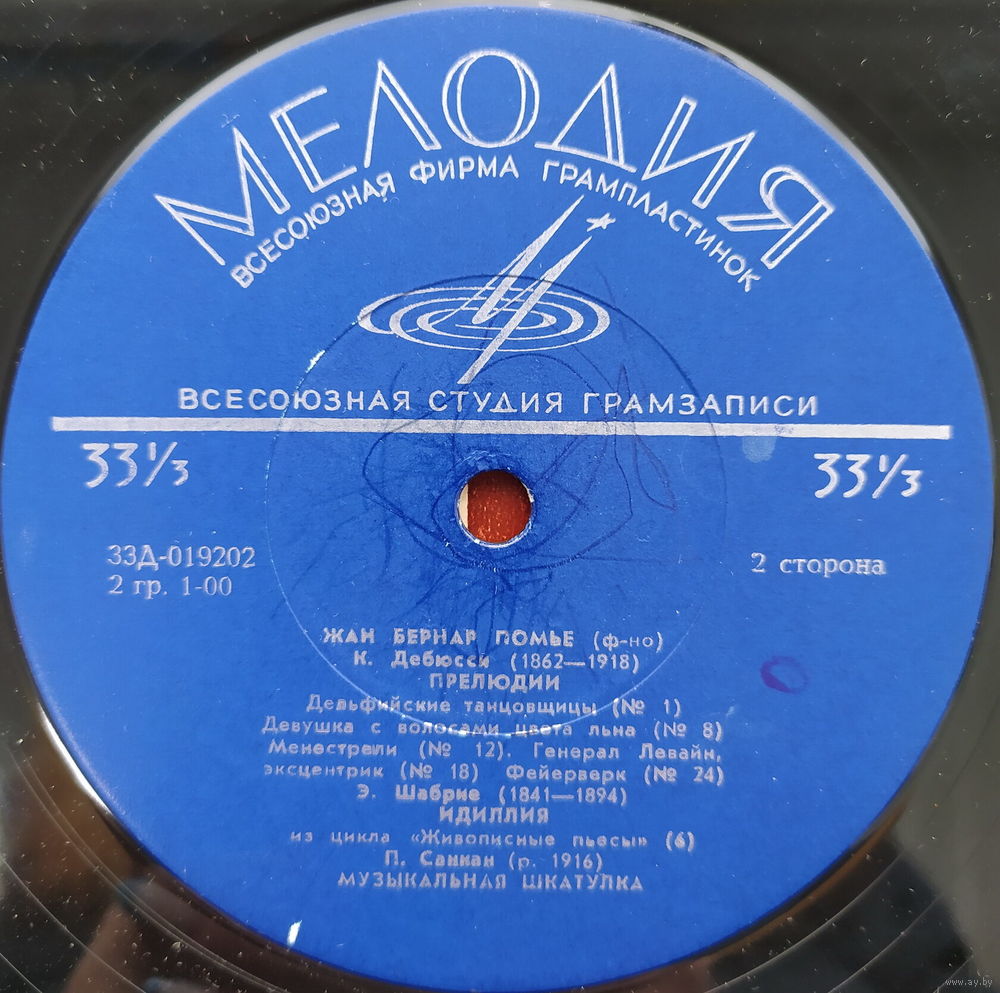 МЕЛОДИЯ
ВСЕСОЮЗНАЯ ФИРМА ГРАМПЛАСТИНОК
ВСЕСОЮЗНАЯ СТУДИЯ ГРАМЗАПИСИ
33⅓ 33⅓
33Д-019202
2 гр. 1-00
2 сторона
ЖАН БЕРНАР ПОМЬЕ (ф-но)
К. Дебюсси (1862—1918)
ПРЕЛЮДИИ
Дельфийские танцовщицы (№ 1)
Девушка с волосами цвета льна (№ 8)
Менестрели (№ 12). Генерал Левайн,
эксцентрик (№ 18) Фейерверк (№ 24)
Э. Шабрие (1841—1894)
ИДИЛЛИЯ
из цикла «Живописные пьесы» (6)
П. Санкан (р. 1916)
МУЗЫКАЛЬНАЯ ШКАТУЛКА
www.ay.by